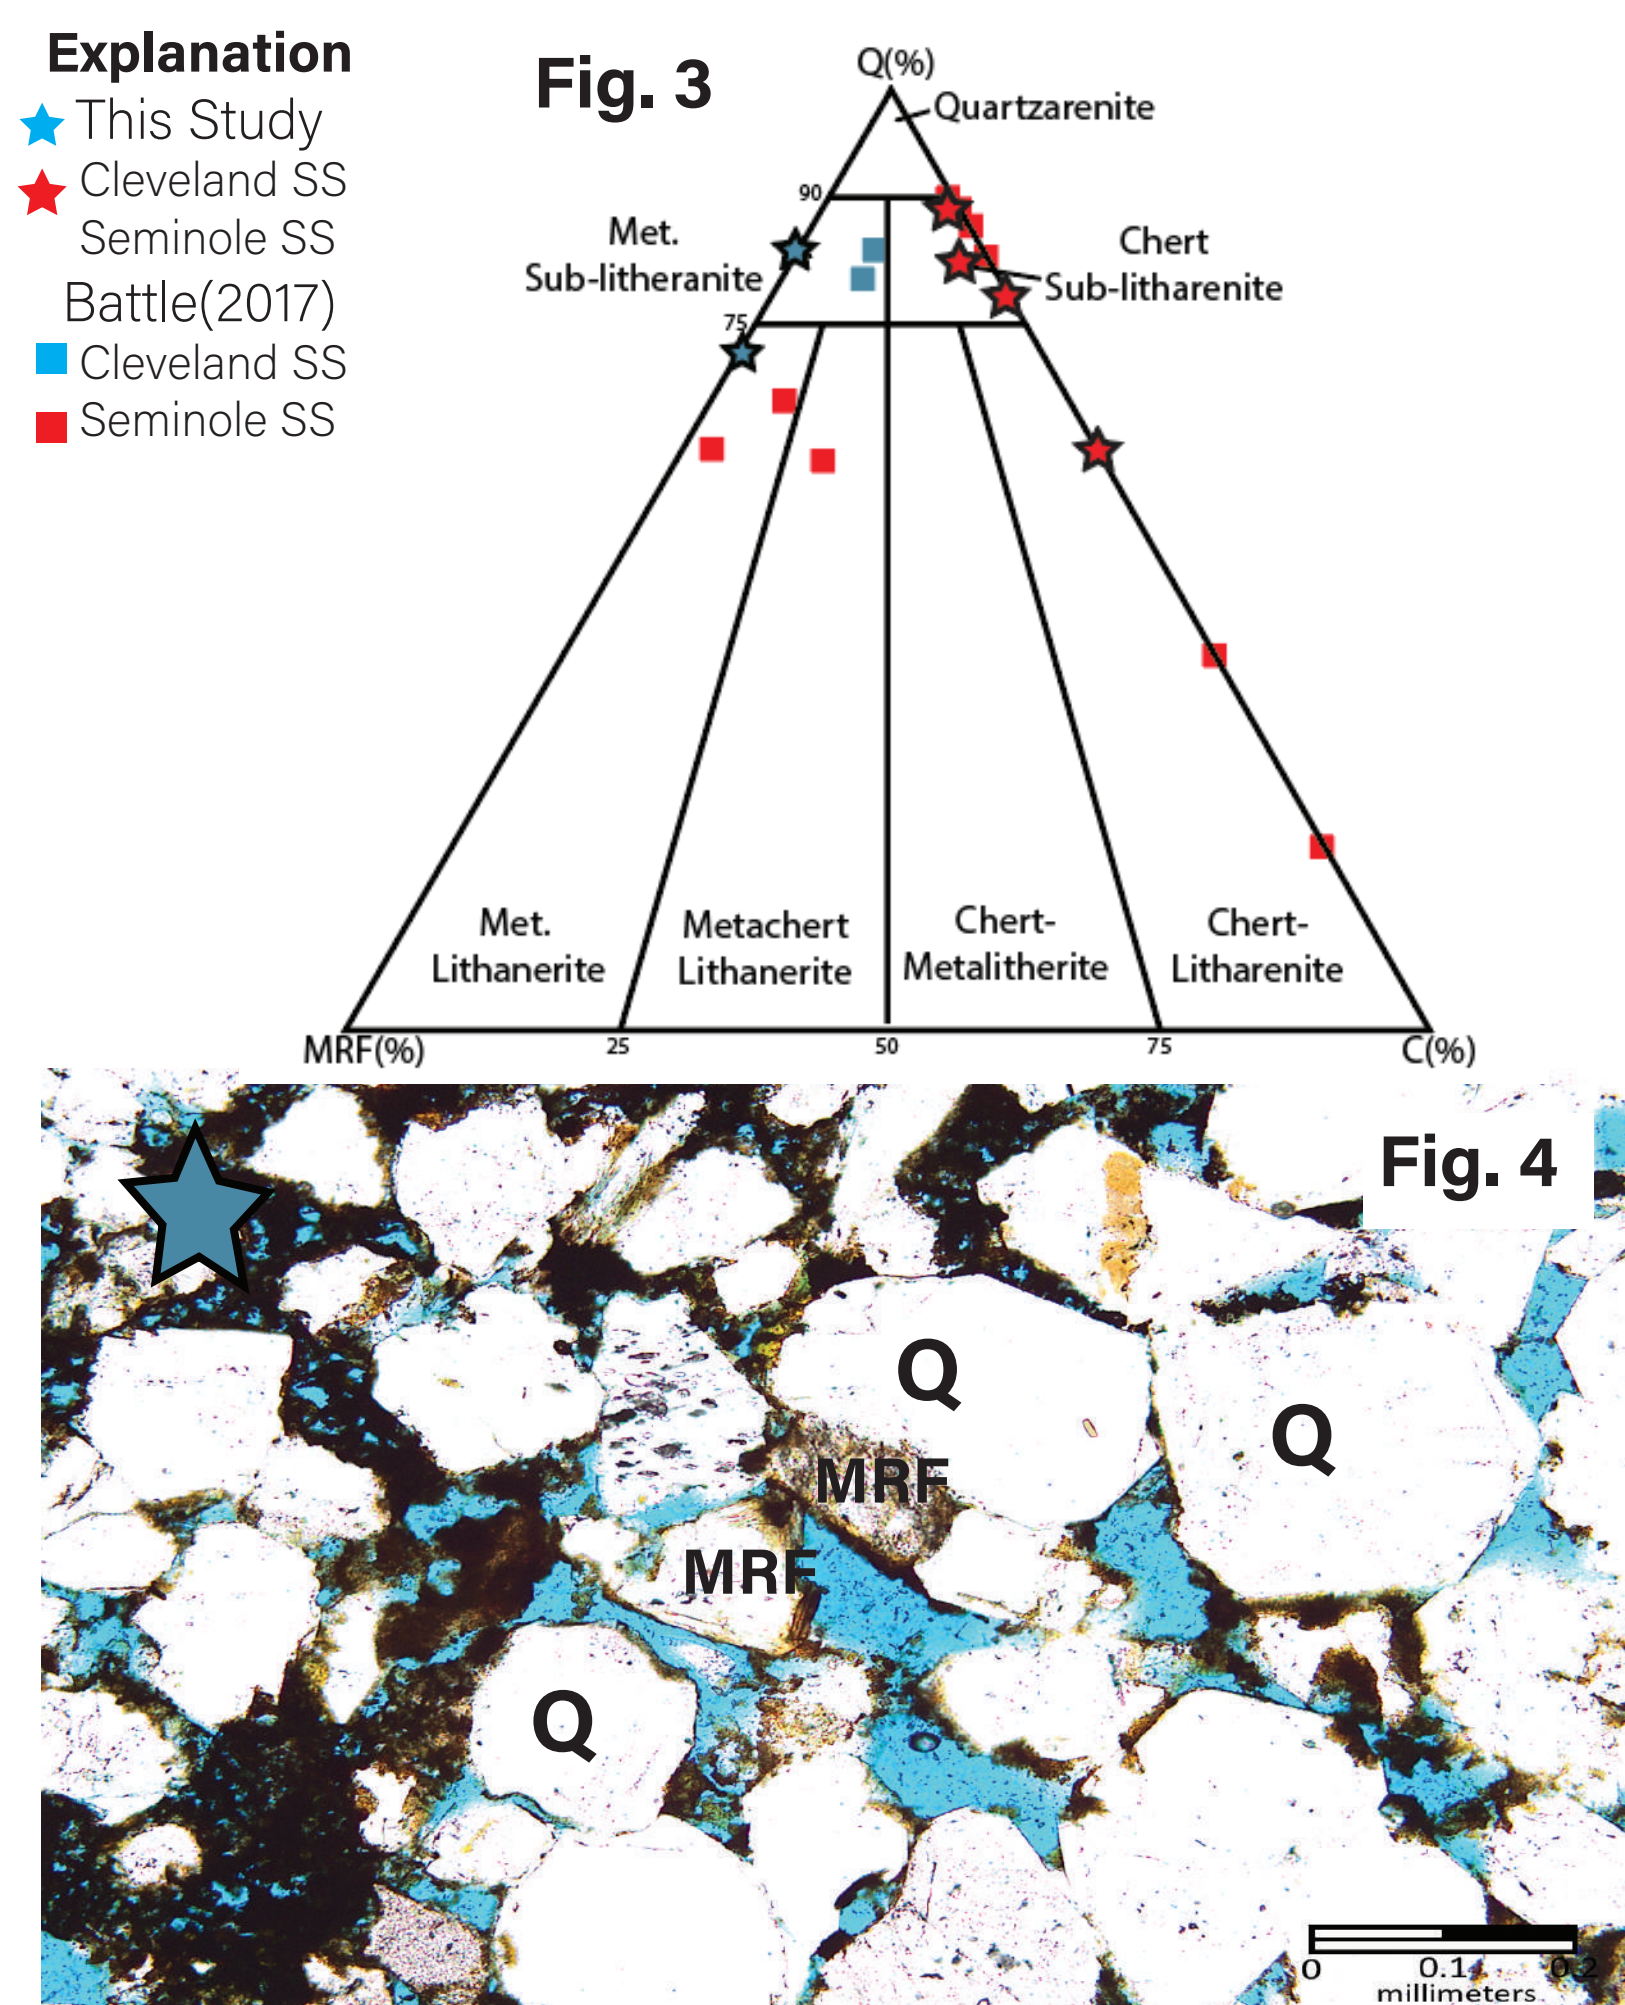 Explanation
This Study
Cleveland SS
Seminole SS
Battle(2017)
Cleveland SS
Seminole SS
Fig. 3
Q(%)
Quartzarenite
90
Met.
Sub-litheranite
Chert
Sub-litharenite
75
Met.
Lithanerite
Metachert
Lithanerite
Chert-
Metalitherite
Chert-
Litharenite
MRF(%)
25
50
75
C(%)
Fig. 4
Q
Q
MRF
MRF
Q
0 0.1 0.2
millimeters